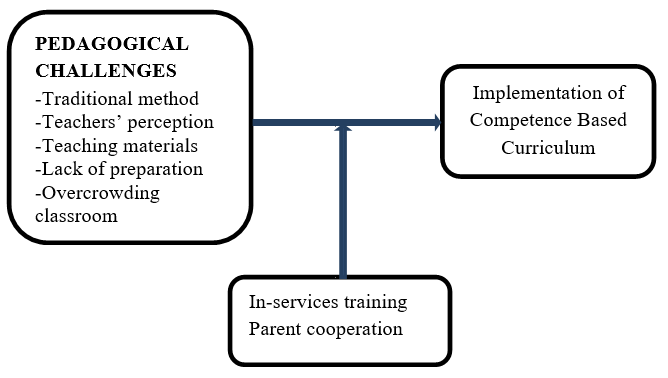 PEDAGOGICAL
CHALLENGES
-Traditional method
-Teachers’ perception
-Teaching materials
-Lack of preparation
-Overcrowding
classroom
Implementation of
Competence Based
Curriculum
In-services training
Parent cooperation